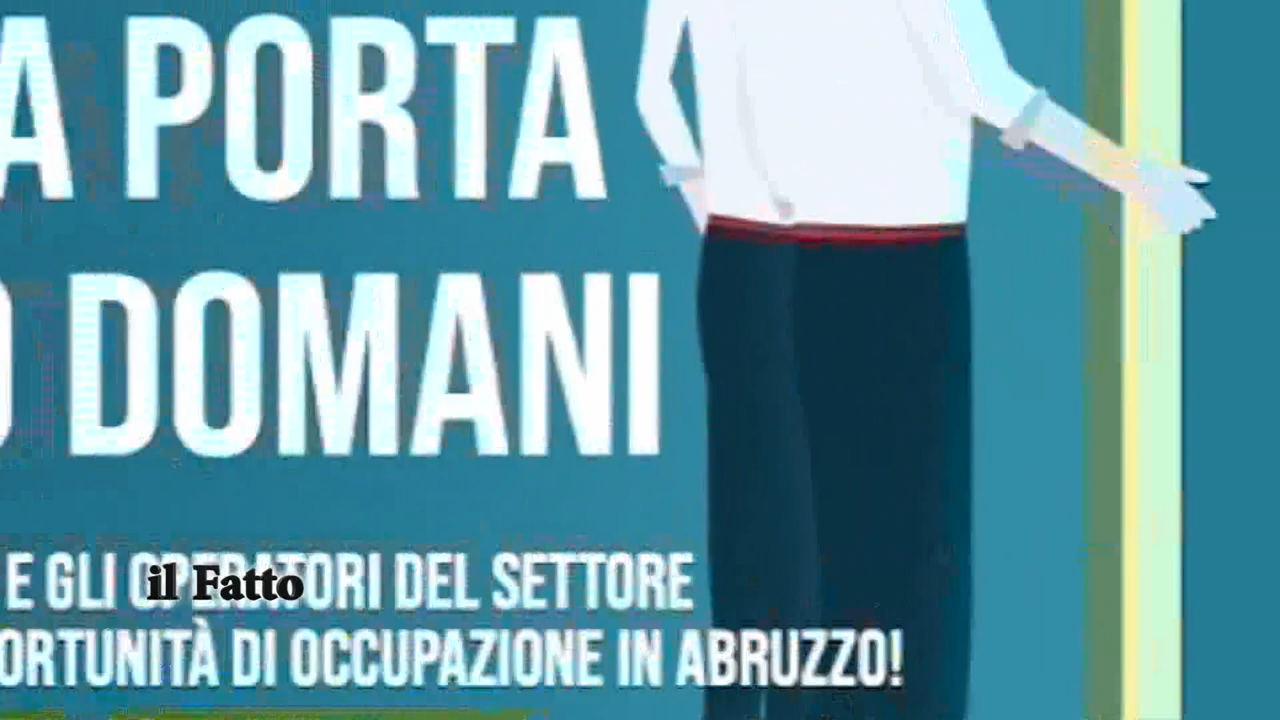 A PORTA
DOMANI
E GLI OPERATORI DEL SETTORE
il Fatto
ORTUNITÀ DI OCCUPAZIONE IN ABRUZZO!